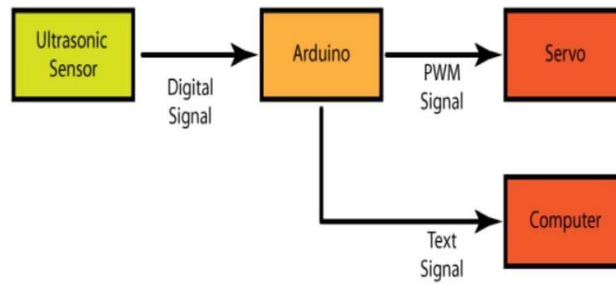 Ultrasonic
Sensor
Digital
Signal
Arduino
PWM
Signal
Servo
Text
Signal
Computer